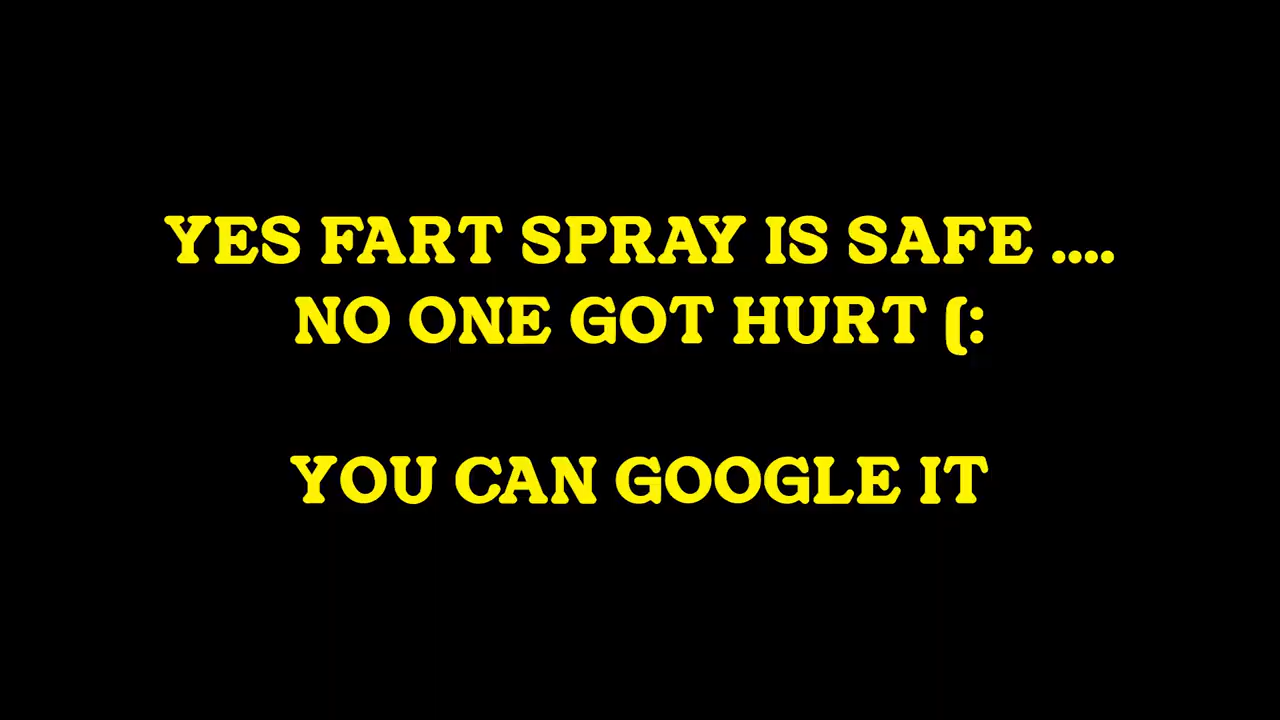 YES FART SPRAY IS SAFE ....
NO ONE GOT HURT (:
YOU CAN GOOGLE IT